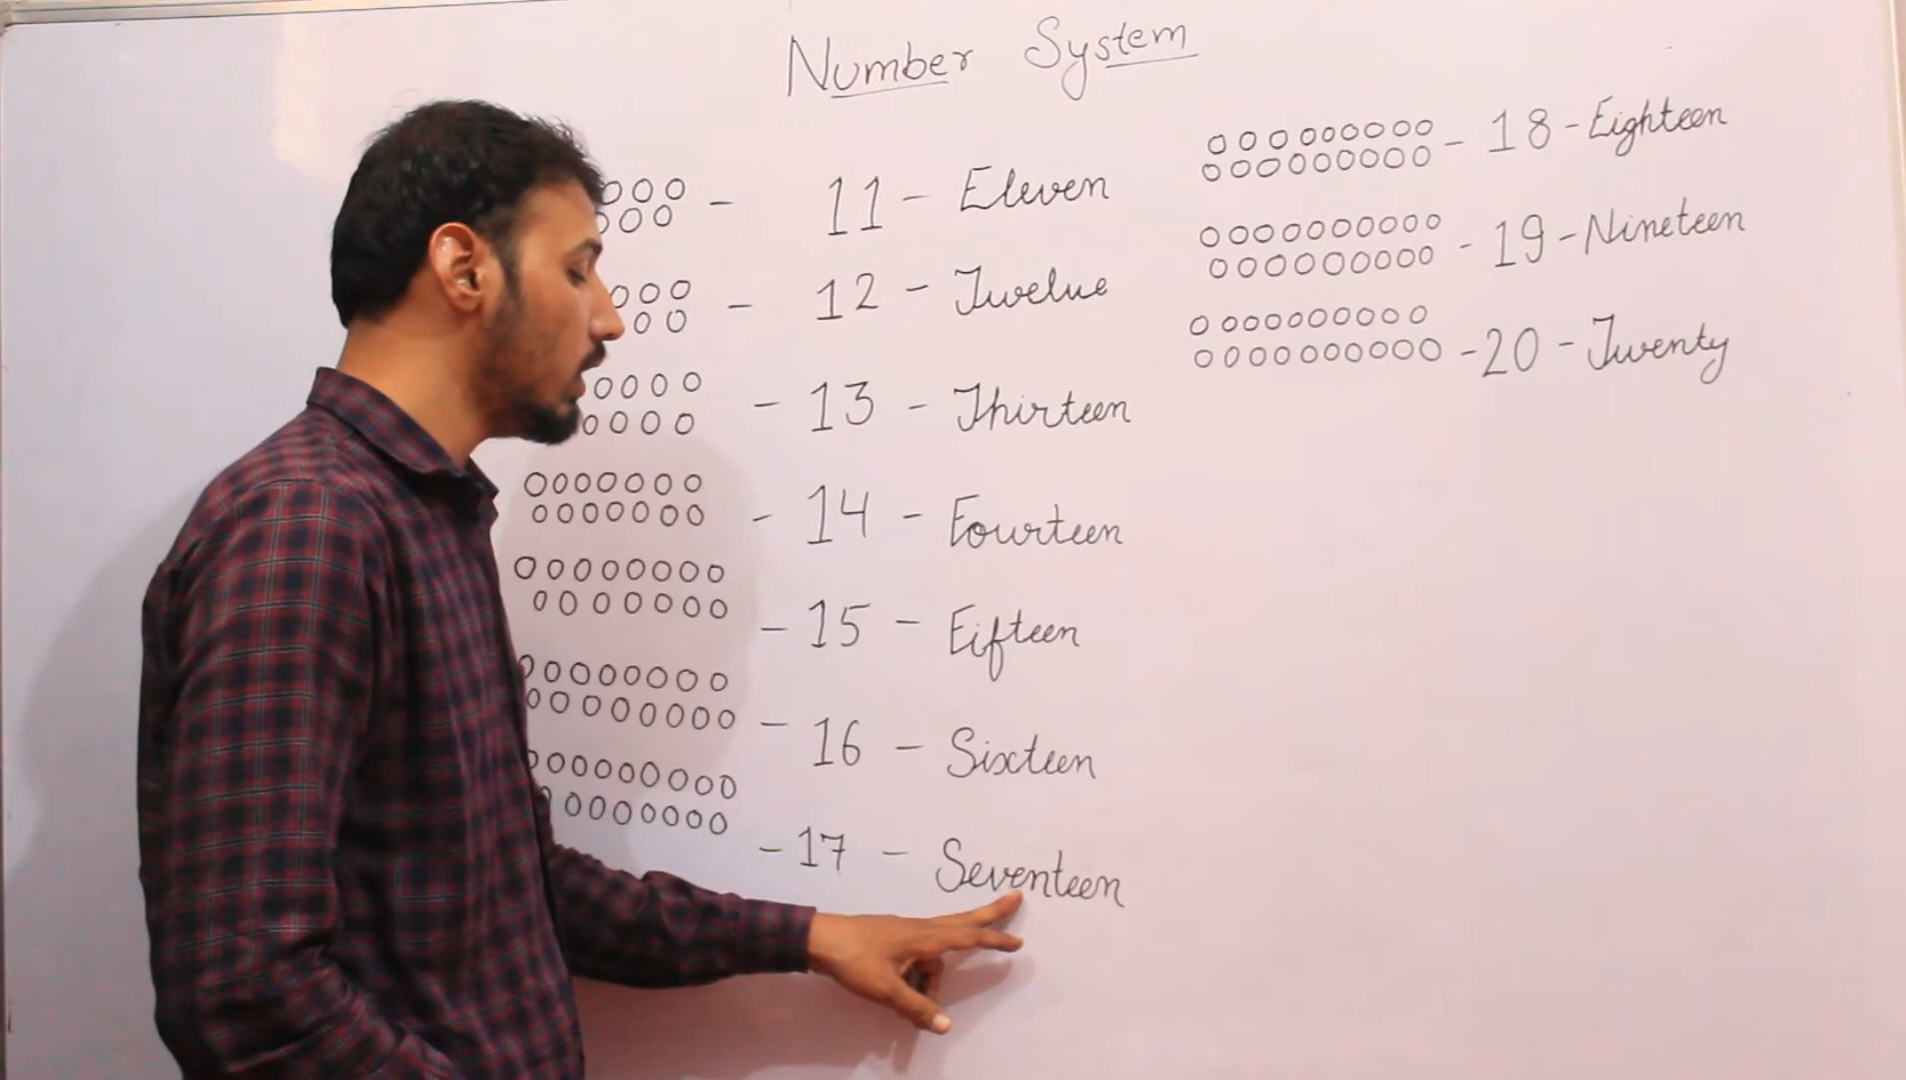 Number System
- 11 - Eleven
- 12 - Twelve
- 13 - Thirteen
- 14 - Fourteen
- 15 - Fifteen
- 16 - Sixteen
- 17 - Seventeen
- 18 - Eighteen
- 19 - Nineteen
- 20 - Twenty